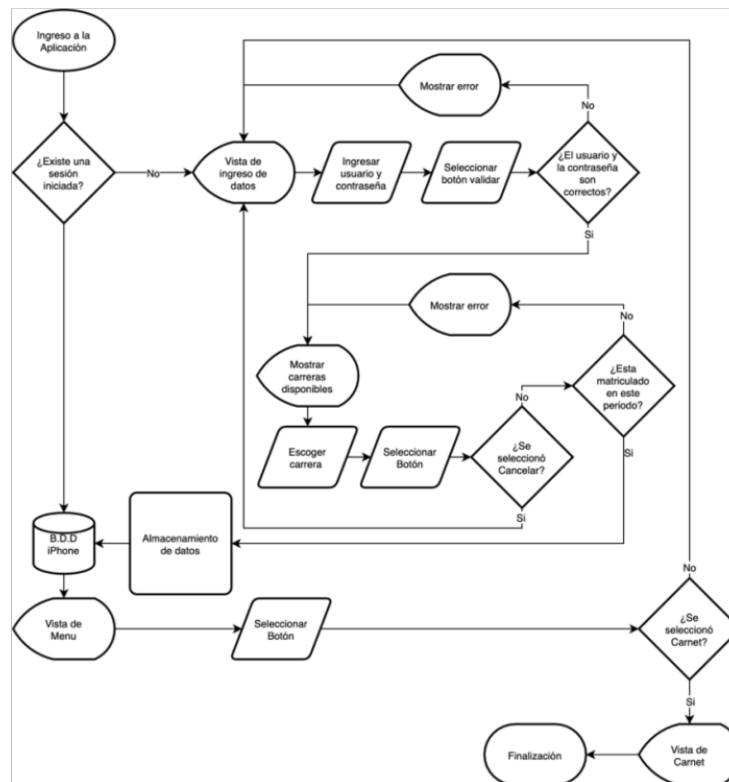 Ingreso a la
Aplicación
Mostrar error
No
¿Existe una
sesión
iniciada?
No
Vista de
ingreso de
datos
Ingresar
usuario y
contraseña
Seleccionar
botón validar
¿El usuario y
la contraseña
son
correctos?
Si
Mostrar error
No
Mostrar
carreras
disponibles
¿Esta
matriculado
en este
periodo?
No
Escoger
carrera
Seleccionar
Botón
¿Se
seleccionó
Cancelar?
Si
Si
B.D.D
iPhone
Almacenamiento
de datos
No
Vista de
Menu
Seleccionar
Botón
¿Se
seleccionó
Carnet?
Si
Finalización
Vista de
Carnet